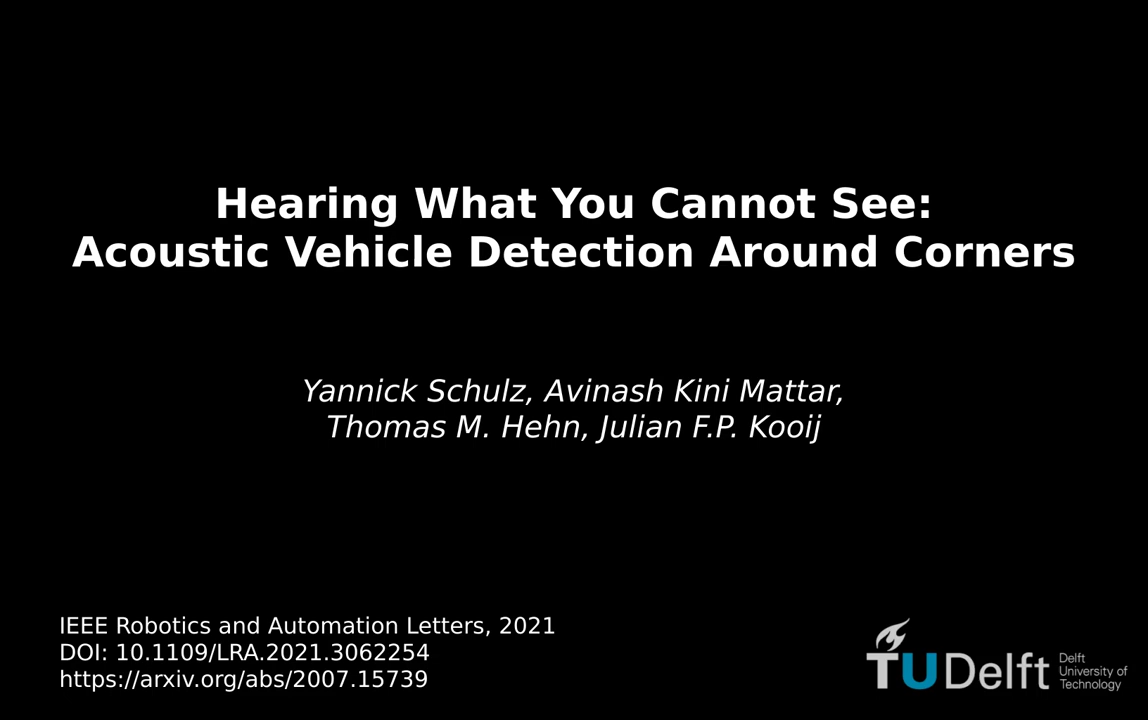 Hearing What You Cannot See:
Acoustic Vehicle Detection Around Corners
Yannick Schulz, Avinash Kini Mattar,
Thomas M. Hehn, Julian F.P. Kooij
IEEE Robotics and Automation Letters, 2021
DOI: 10.1109/LRA.2021.3062254
https://arxiv.org/abs/2007.15739
TUDelft
Delft
University of
Technology